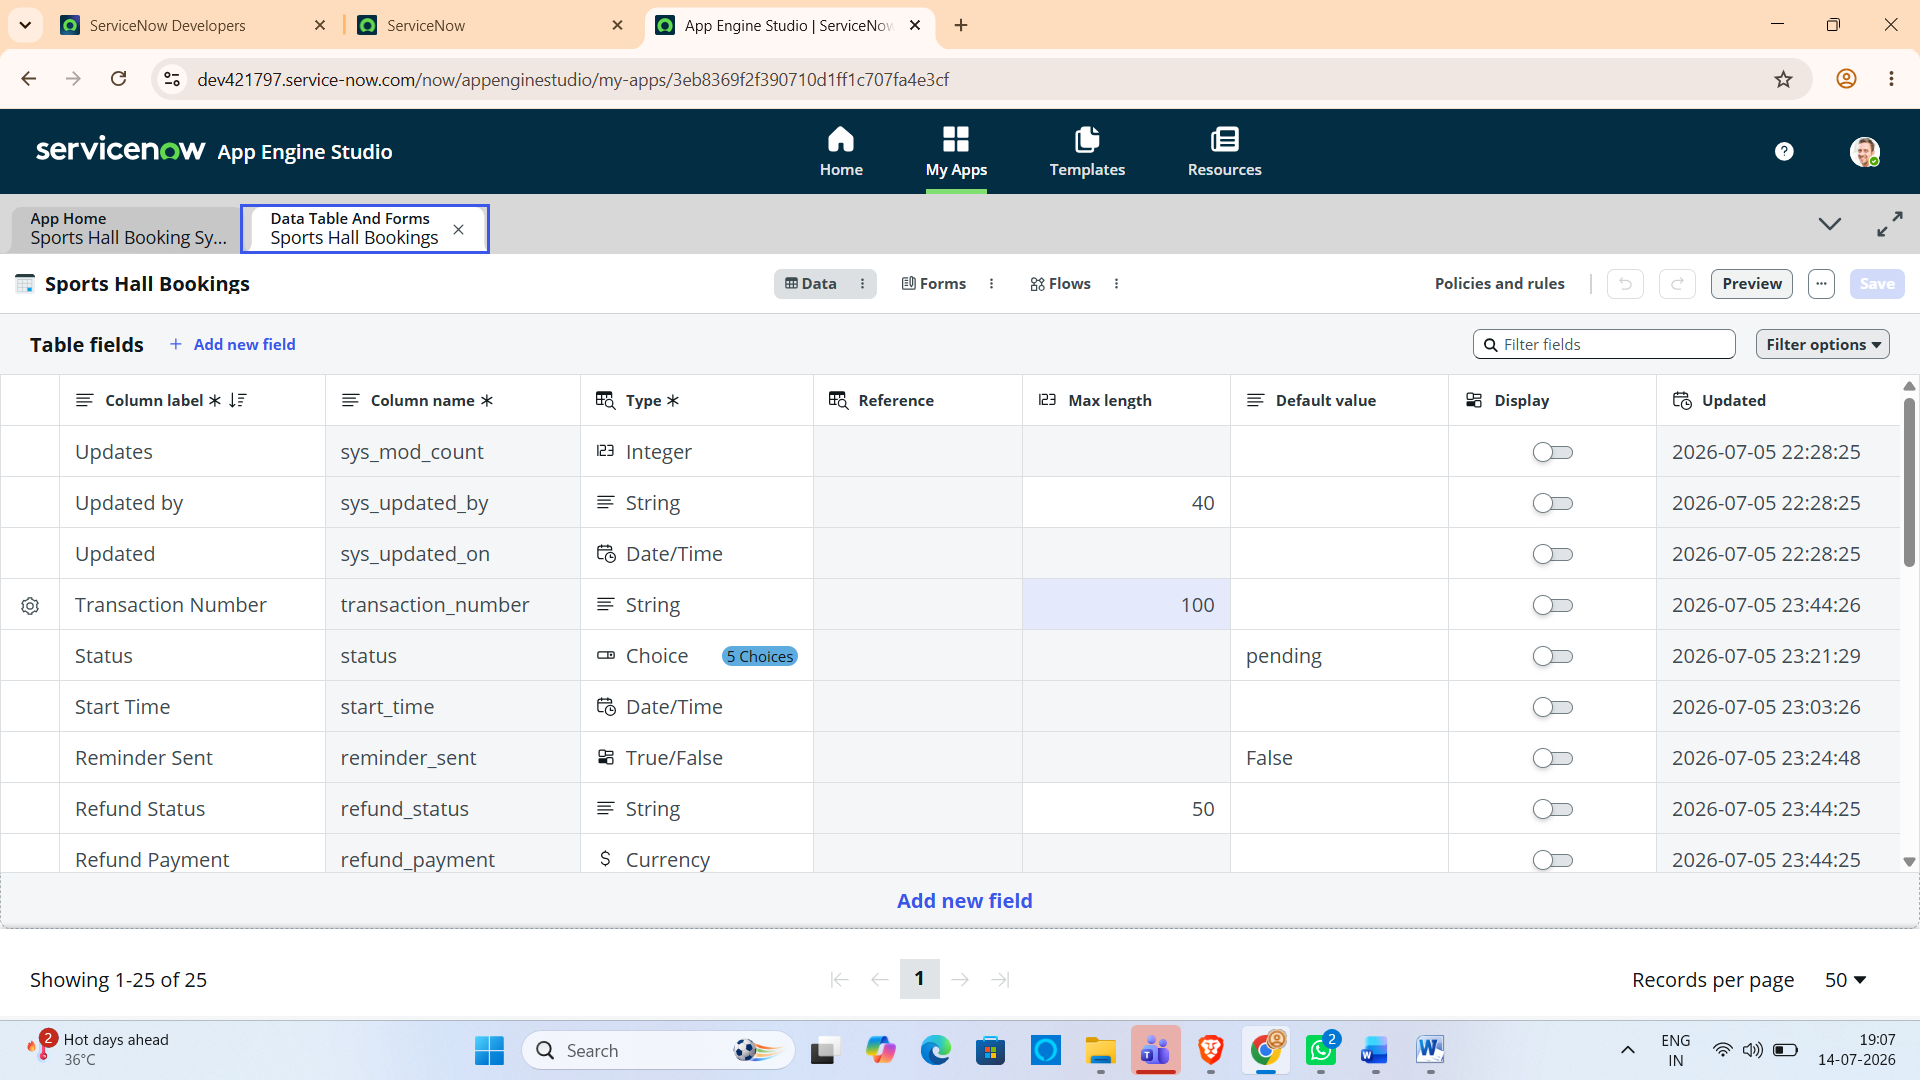 ServiceNow Developers
ServiceNow
App Engine Studio | ServiceNow
dev421797.service-now.com/now/appenginestudio/my-apps/3eb8369f2f390710d1ff1c707fa4e3cf
servicenow App Engine Studio
Home
My Apps
Templates
Resources
App Home
Sports Hall Booking Sy...
Data Table And Forms
Sports Hall Bookings
Sports Hall Bookings
Data
Forms
Flows
Policies and rules
Preview
Save
Table fields
+ Add new field
Filter fields
Filter options
Column label * Column name * Type * Reference Max length Default value Display Updated
Updates sys_mod_count Integer 2026-07-05 22:28:25
Updated by sys_updated_by String 40 2026-07-05 22:28:25
Updated sys_updated_on Date/Time 2026-07-05 22:28:25
Transaction Number transaction_number String 100 2026-07-05 23:44:26
Status status Choice 5 Choices pending 2026-07-05 23:21:29
Start Time start_time Date/Time 2026-07-05 23:03:26
Reminder Sent reminder_sent True/False False 2026-07-05 23:24:48
Refund Status refund_status String 50 2026-07-05 23:44:25
Refund Payment refund_payment Currency 2026-07-05 23:44:25
Add new field
Showing 1-25 of 25
1
Records per page 50
2
Hot days ahead
36°C
Search
2
ENG
IN
19:07
14-07-2026